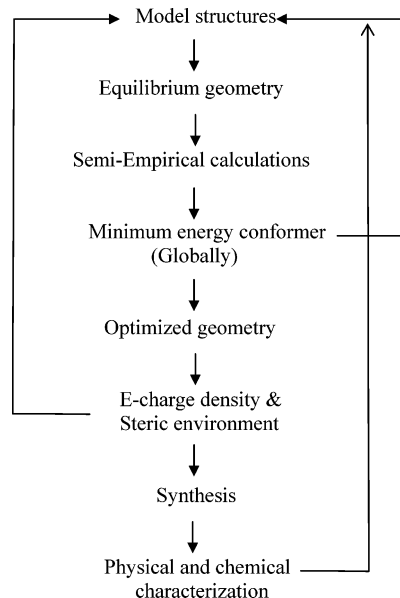 Model structures
Equilibrium geometry
Semi-Empirical calculations
Minimum energy conformer
(Globally)
Optimized geometry
E-charge density &
Steric environment
Synthesis
Physical and chemical
characterization